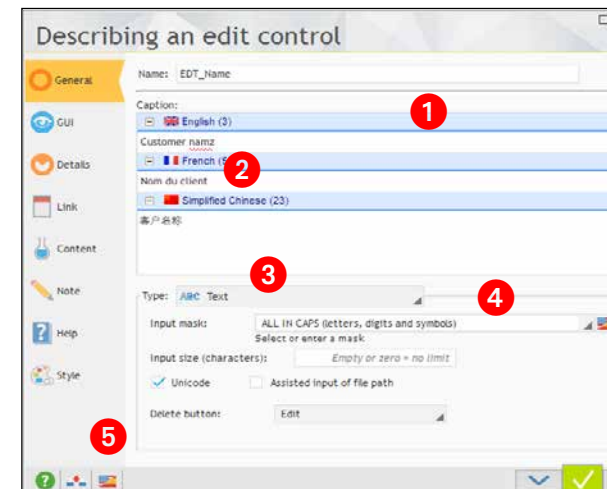 Describing an edit control
General
Name: EDT_Name
Caption:
1
English (3)
GUI
Customer namz
French (5
2
Details
Nom du client
Simplified Chinese (23)
Link
客户名称
Content
3
Note
Type: ABC Text
4
Input mask: ALL IN CAPS (letters, digits and symbols)
Select or enter a mask
Help
Input size (characters): Empty or zero = no limit
Style
Unicode Assisted input of file path
Delete button: Edit
5
?